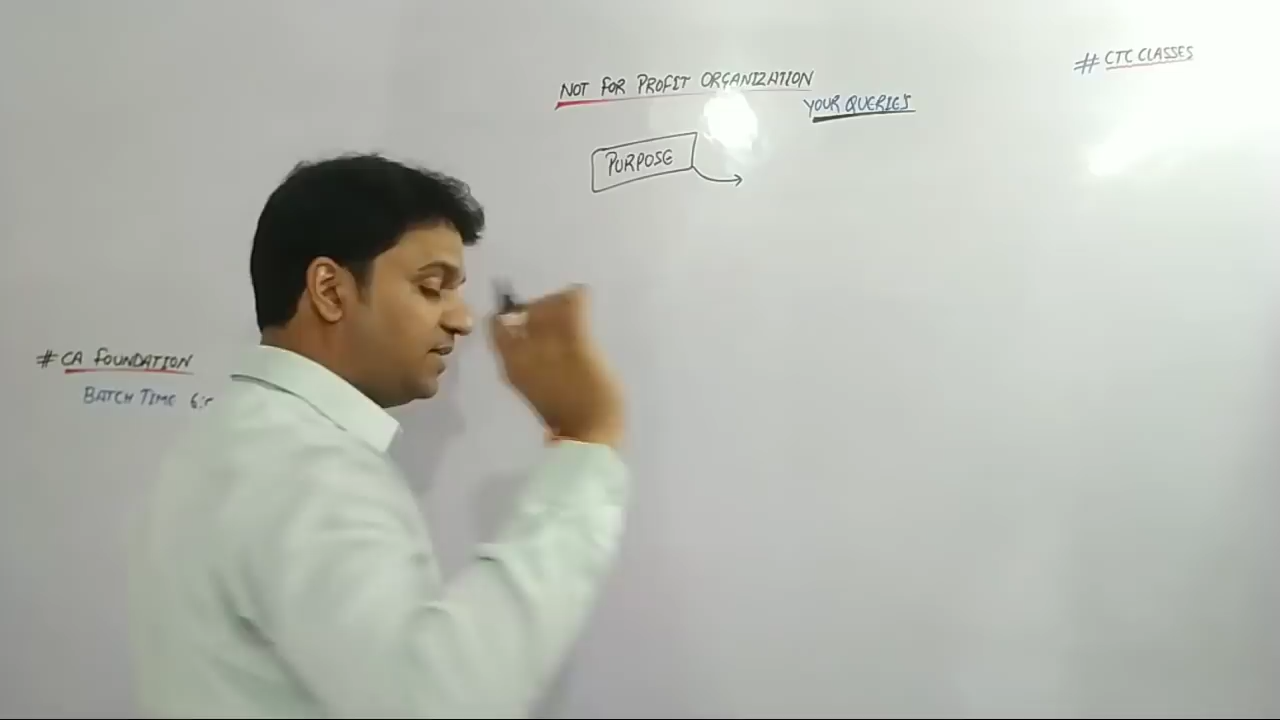 # CTC CLASSES
NOT FOR PROFIT ORGANIZATION
YOUR QUERIES
PURPOSE
# CA FOUNDATION
BATCH TIME